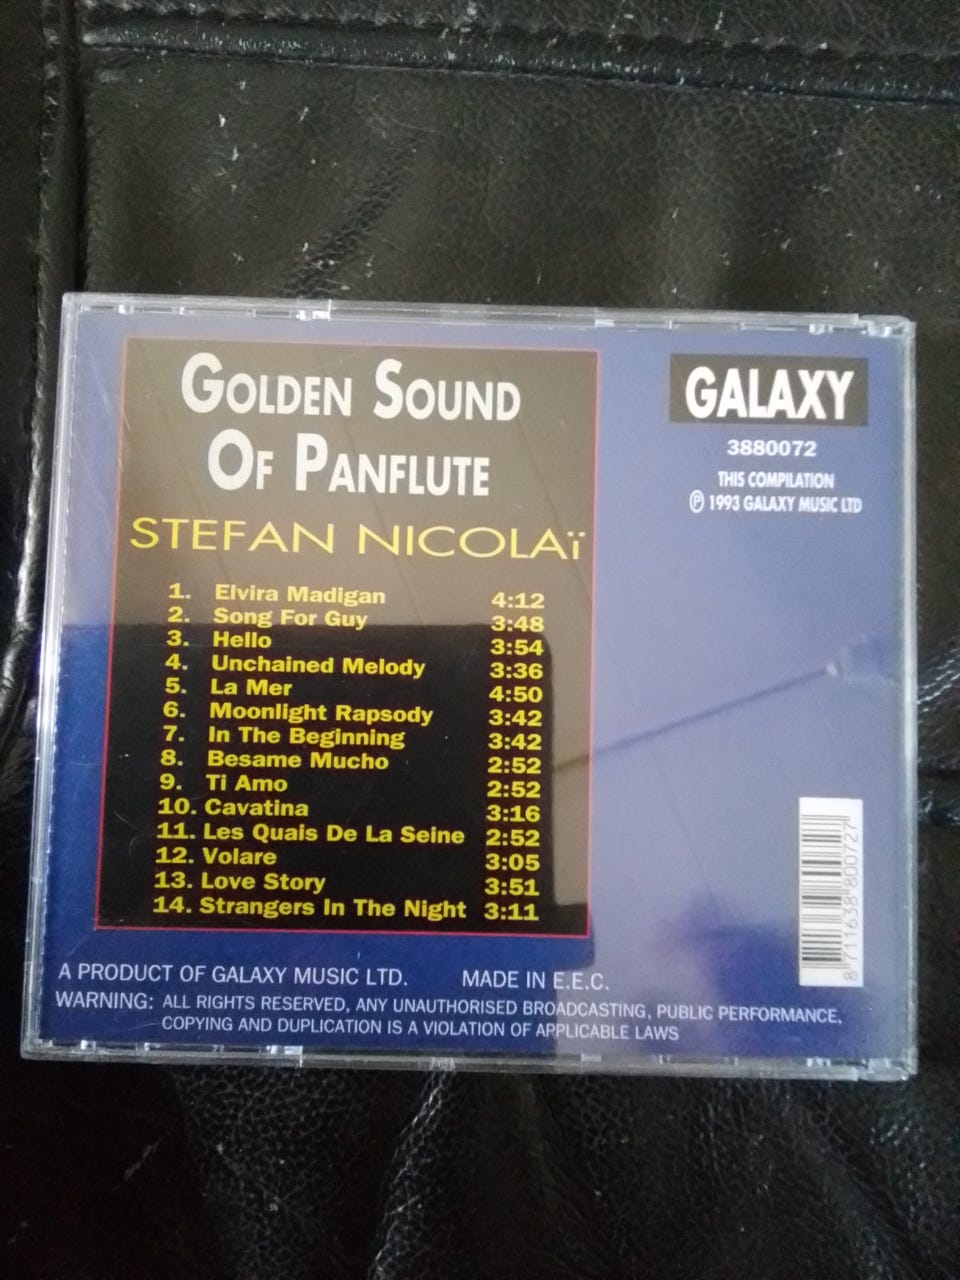 GOLDEN SOUND
OF PANFLUTE
STEFAN NICOLAï
1. Elvira Madigan 4:12
2. Song For Guy 3:48
3. Hello 3:54
4. Unchained Melody 3:36
5. La Mer 4:50
6. Moonlight Rapsody 3:42
7. In The Beginning 3:42
8. Besame Mucho 2:52
9. Ti Amo 2:52
10. Cavatina 3:16
11. Les Quais De La Seine 2:52
12. Volare 3:05
13. Love Story 3:51
14. Strangers In The Night 3:11
GALAXY
3880072
THIS COMPILATION
℗ 1993 GALAXY MUSIC LTD
8 711638 800727
A PRODUCT OF GALAXY MUSIC LTD. MADE IN E.E.C.
WARNING: ALL RIGHTS RESERVED, ANY UNAUTHORISED BROADCASTING, PUBLIC PERFORMANCE,
COPYING AND DUPLICATION IS A VIOLATION OF APPLICABLE LAWS